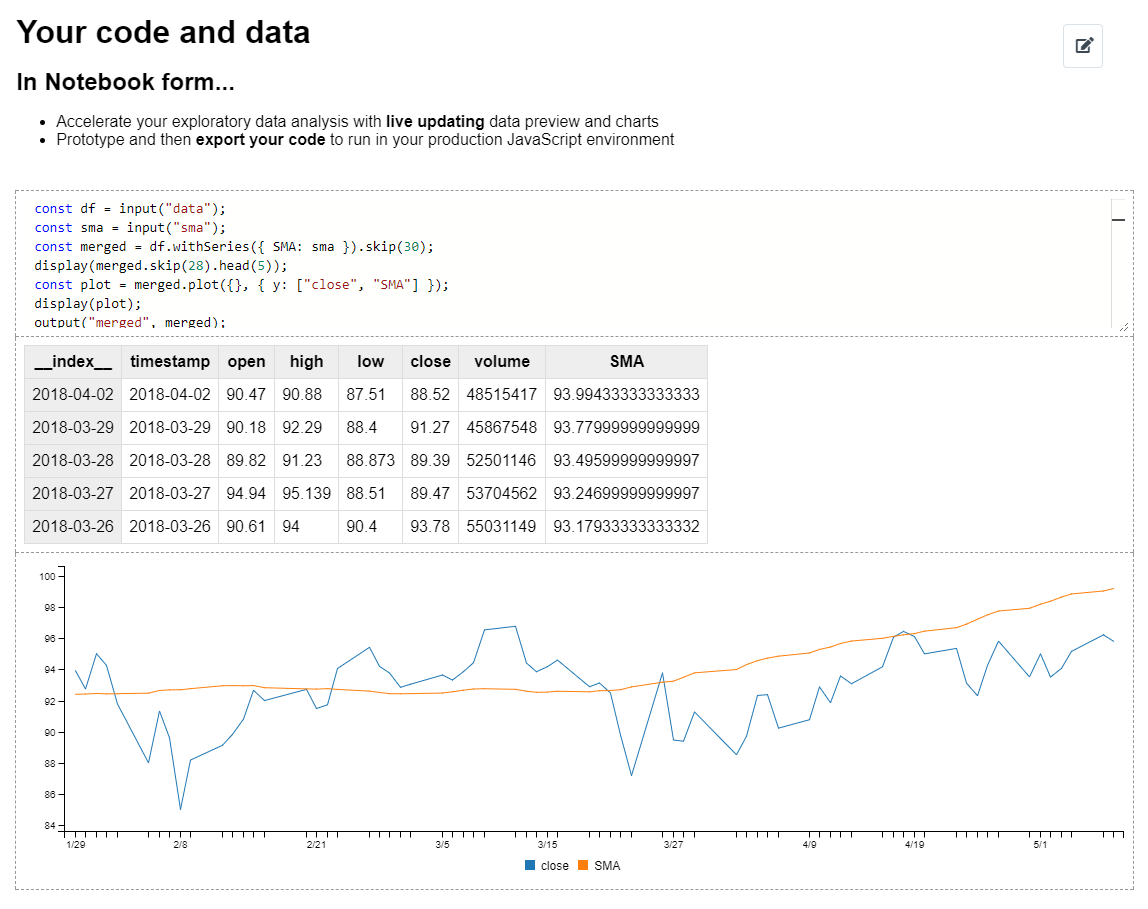 Your code and data
In Notebook form...
Accelerate your exploratory data analysis with live updating data preview and charts
Prototype and then export your code to run in your production JavaScript environment
const df = input("data");
const sma = input("sma");
const merged = df.withSeries({ SMA: sma }).skip(30);
display(merged.skip(28).head(5));
const plot = merged.plot({}, { y: ["close", "SMA"] });
display(plot);
output("merged", merged);
__index__ timestamp open high low close volume SMA
2018-04-02 2018-04-02 90.47 90.88 87.51 88.52 48515417 93.99433333333333
2018-03-29 2018-03-29 90.18 92.29 88.4 91.27 45867548 93.77999999999999
2018-03-28 2018-03-28 89.82 91.23 88.873 89.39 52501146 93.49599999999997
2018-03-27 2018-03-27 94.94 95.139 88.51 89.47 53704562 93.24699999999997
2018-03-26 2018-03-26 90.61 94 90.4 93.78 55031149 93.17933333333332
100
98
96
94
92
90
88
86
84
1/29 2/8 2/21 3/5 3/15 3/27 4/9 4/19 5/1
close SMA